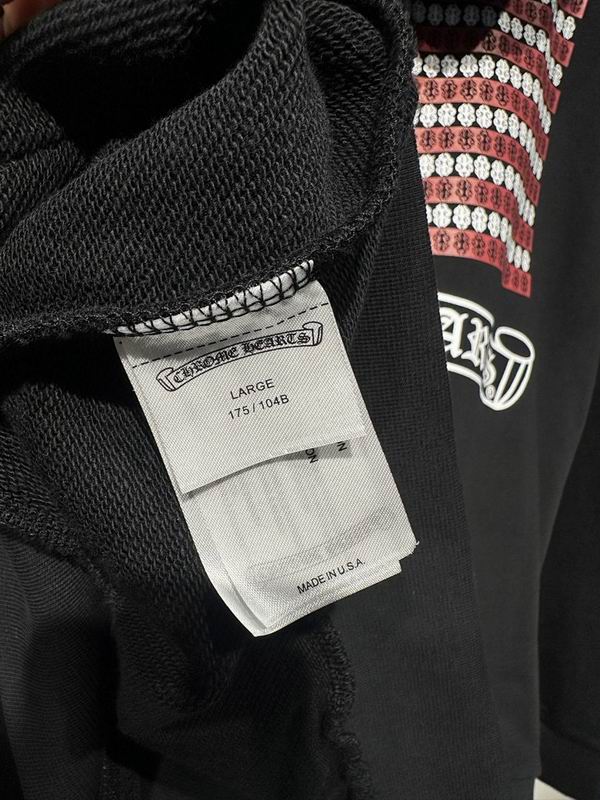 CHROME HEARTS
LARGE
175/104B
MADE IN U.S.A.